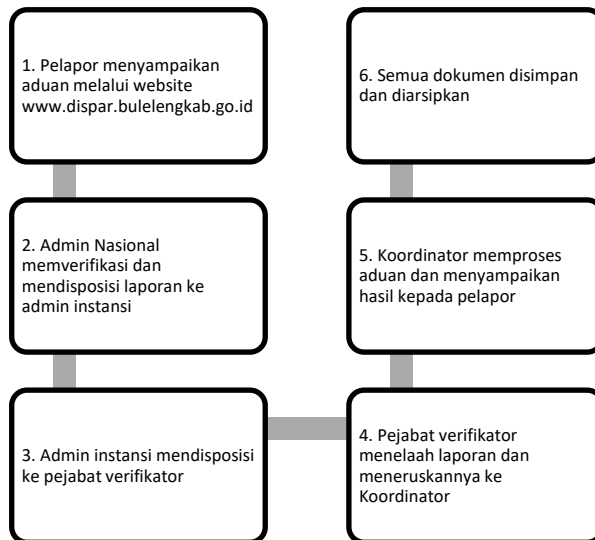 1. Pelapor menyampaikan
aduan melalui website
www.dispar.bulelengkab.go.id
2. Admin Nasional
memverifikasi dan
mendisposisi laporan ke
admin instansi
3. Admin instansi mendisposisi
ke pejabat verifikator
4. Pejabat verifikator
menelaah laporan dan
meneruskannya ke
Koordinator
5. Koordinator memproses
aduan dan menyampaikan
hasil kepada pelapor
6. Semua dokumen disimpan
dan diarsipkan